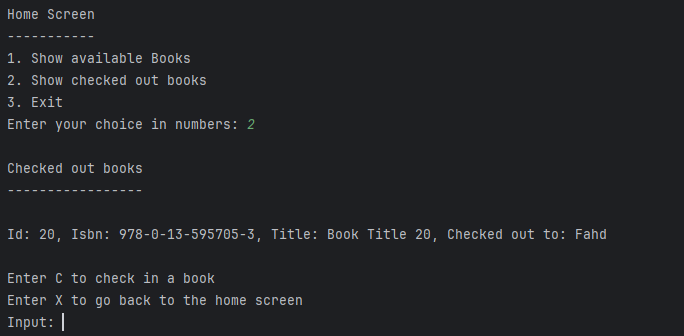 Home Screen
-----------
1. Show available Books
2. Show checked out books
3. Exit
Enter your choice in numbers: 2
Checked out books
-----------------
Id: 20, Isbn: 978-0-13-595705-3, Title: Book Title 20, Checked out to: Fahd
Enter C to check in a book
Enter X to go back to the home screen
Input: